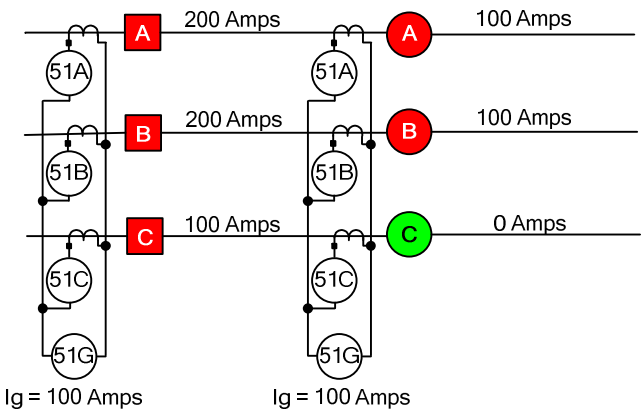 A 200 Amps A 100 Amps
51A 51A
B 200 Amps B 100 Amps
51B 51B
C 100 Amps C 0 Amps
51C 51C
51G 51G
Ig = 100 Amps Ig = 100 Amps